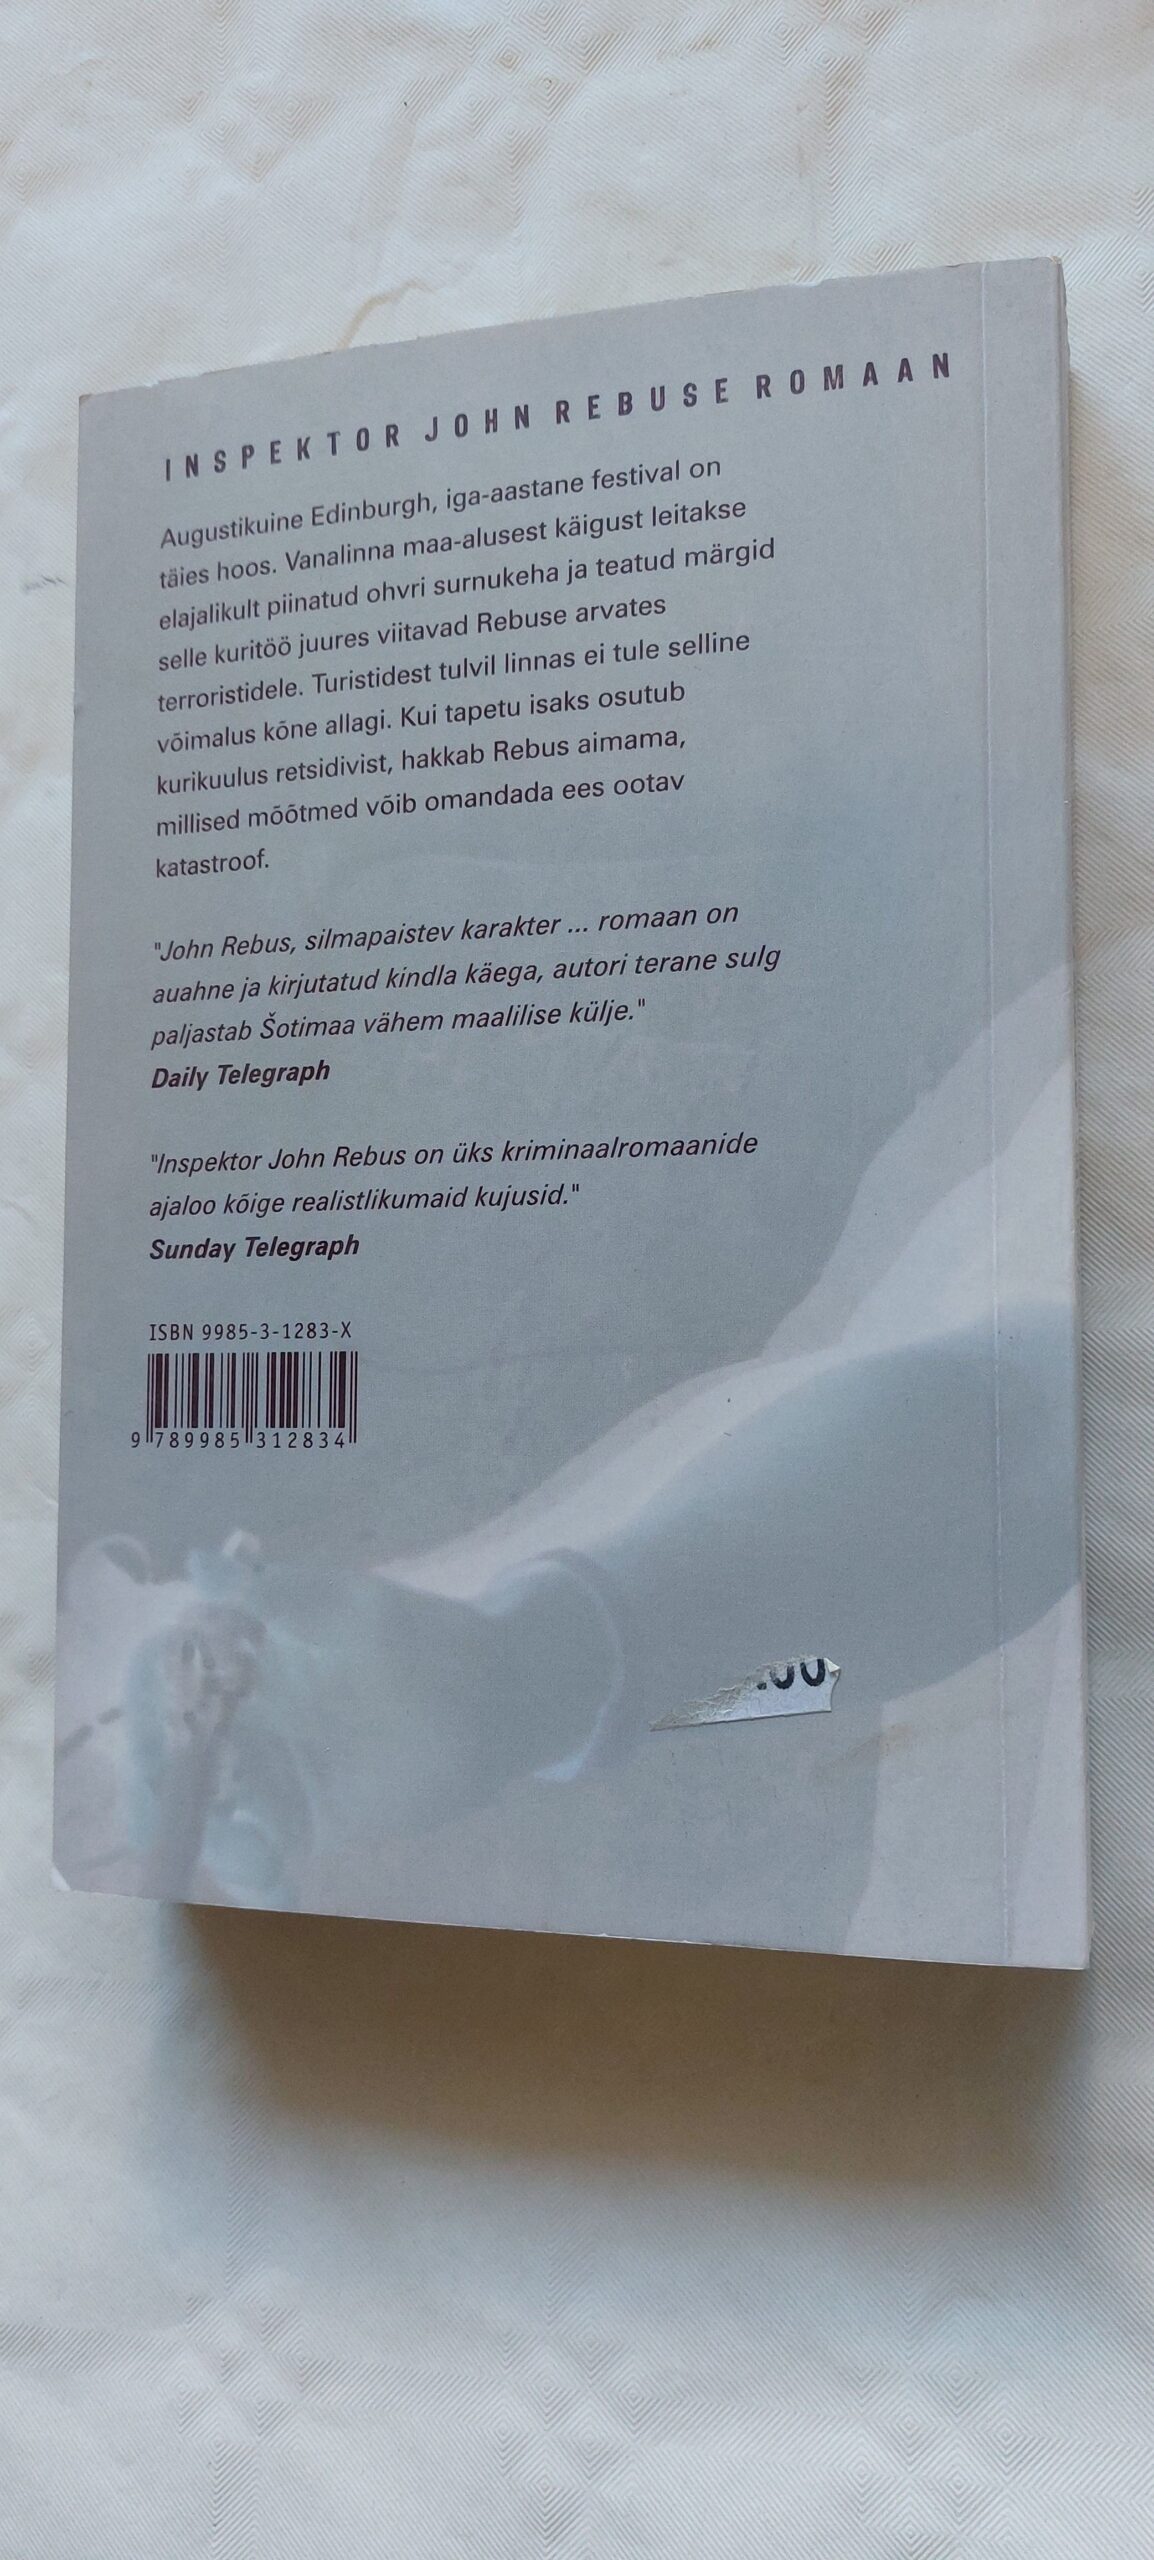 INSPEKTOR JOHN REBUSE ROMAAN
Augustikuine Edinburgh, iga-aastane festival on
täies hoos. Vanalinna maa-alusest käigust leitakse
elajalikult piinatud ohvri surnukeha ja teatud märgid
selle kuritöö juures viitavad Rebuse arvates
terroristidele. Turistidest tulvil linnas ei tule selline
võimalus kõne allagi. Kui tapetu isaks osutub
kurikuulus retsidivist, hakkab Rebus aimama,
millised mõõtmed võib omandada ees ootav
katastroof.
"John Rebus, silmapaistev karakter ... romaan on
auahne ja kirjutatud kindla käega, autori terane sulg
paljastab Šotimaa vähem maalilise külje."
Daily Telegraph
"Inspektor John Rebus on üks kriminaalromaanide
ajaloo kõige realistlikumaid kujusid."
Sunday Telegraph
ISBN 9985-3-1283-X
9 789985 312834
.00